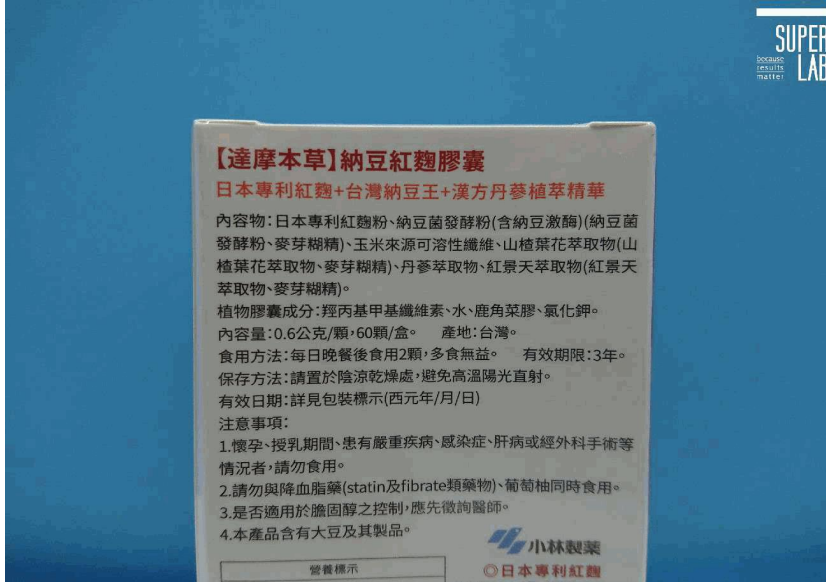 SUPER
LAB
because
results
matter
【達摩本草】納豆紅麴膠囊
日本專利紅麴+台灣納豆王+漢方丹蔘植萃精華
內容物:日本專利紅麴粉、納豆菌發酵粉(含納豆激酶)(納豆菌
發酵粉、麥芽糊精)、玉米來源可溶性纖維、山楂葉花萃取物(山
楂葉花萃取物、麥芽糊精)、丹蔘萃取物、紅景天萃取物(紅景天
萃取物、麥芽糊精)。
植物膠囊成分:羥丙基甲基纖維素、水、鹿角菜膠、氯化鉀。
內容量:0.6公克/顆,60顆/盒。 產地:台灣。
食用方法:每日晚餐後食用2顆,多食無益。 有效期限:3年。
保存方法:請置於陰涼乾燥處,避免高溫陽光直射。
有效日期:詳見包裝標示(西元年/月/日)
注意事項:
1.懷孕、授乳期間、患有嚴重疾病、感染症、肝病或經外科手術等
情況者,請勿食用。
2.請勿與降血脂藥(statin及fibrate類藥物)、葡萄柚同時食用。
3.是否適用於膽固醇之控制,應先徵詢醫師。
4.本產品含有大豆及其製品。
小林製薬
◎日本專利紅麴
營養標示